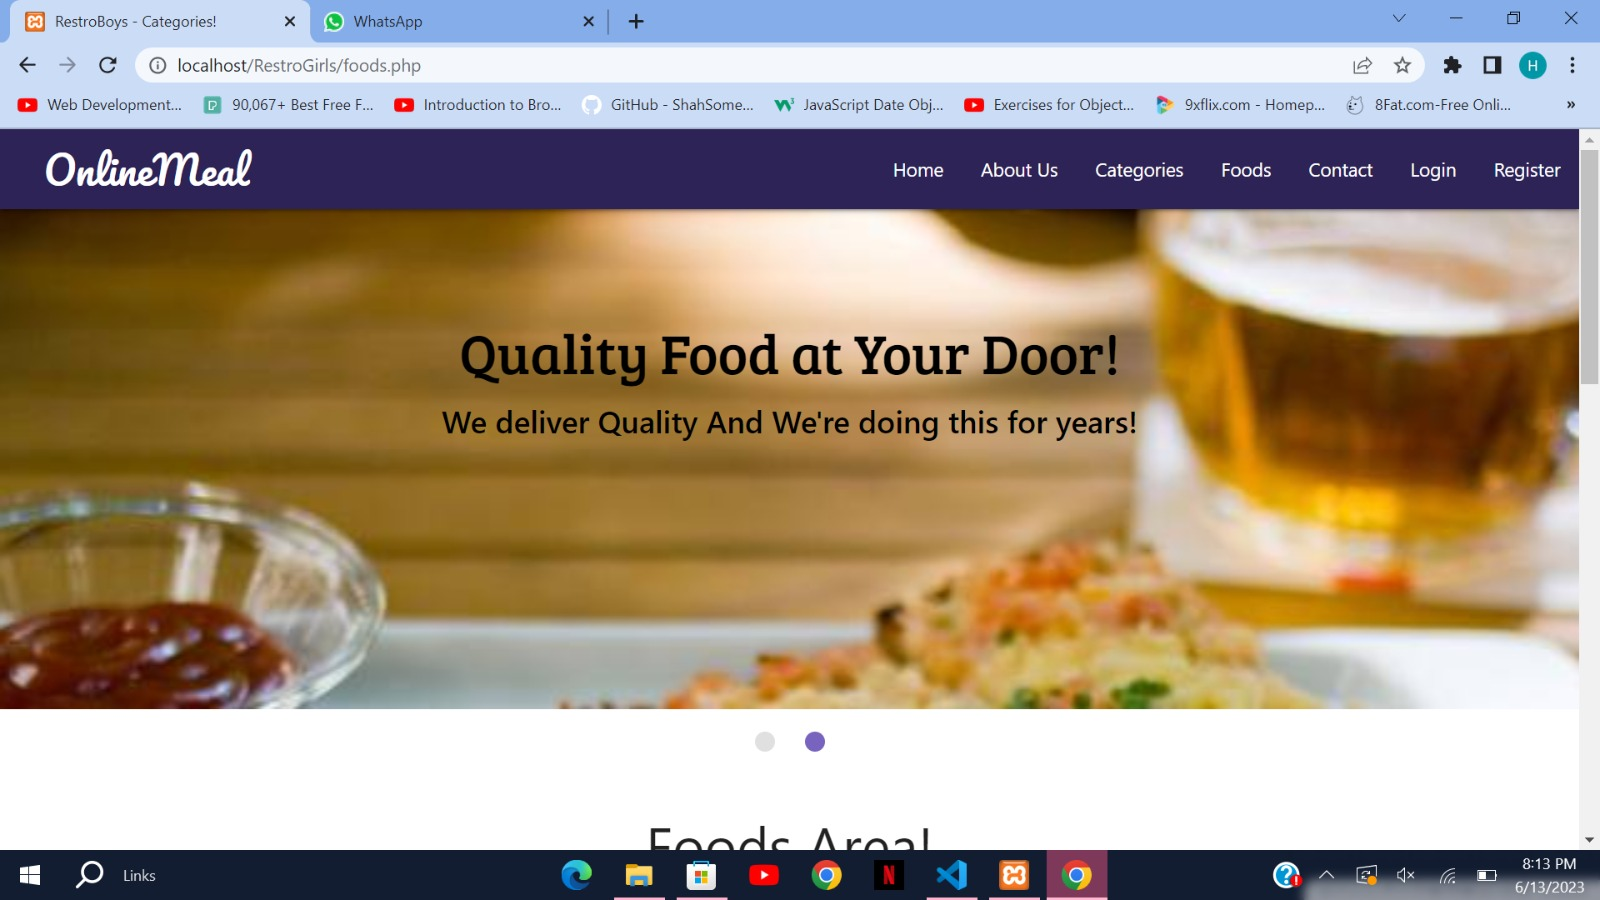 RestroBoys - Categories!
WhatsApp
localhost/RestroGirls/foods.php
H
Web Development...
90,067+ Best Free F...
Introduction to Bro...
GitHub - ShahSome...
JavaScript Date Obj...
Exercises for Object...
9xflix.com - Homep...
8Fat.com-Free Onli...
»
OnlineMeal
Home
About Us
Categories
Foods
Contact
Login
Register
Quality Food at Your Door!
We deliver Quality And We're doing this for years!
Foods Area!
Links
N
8:13 PM
6/13/2023